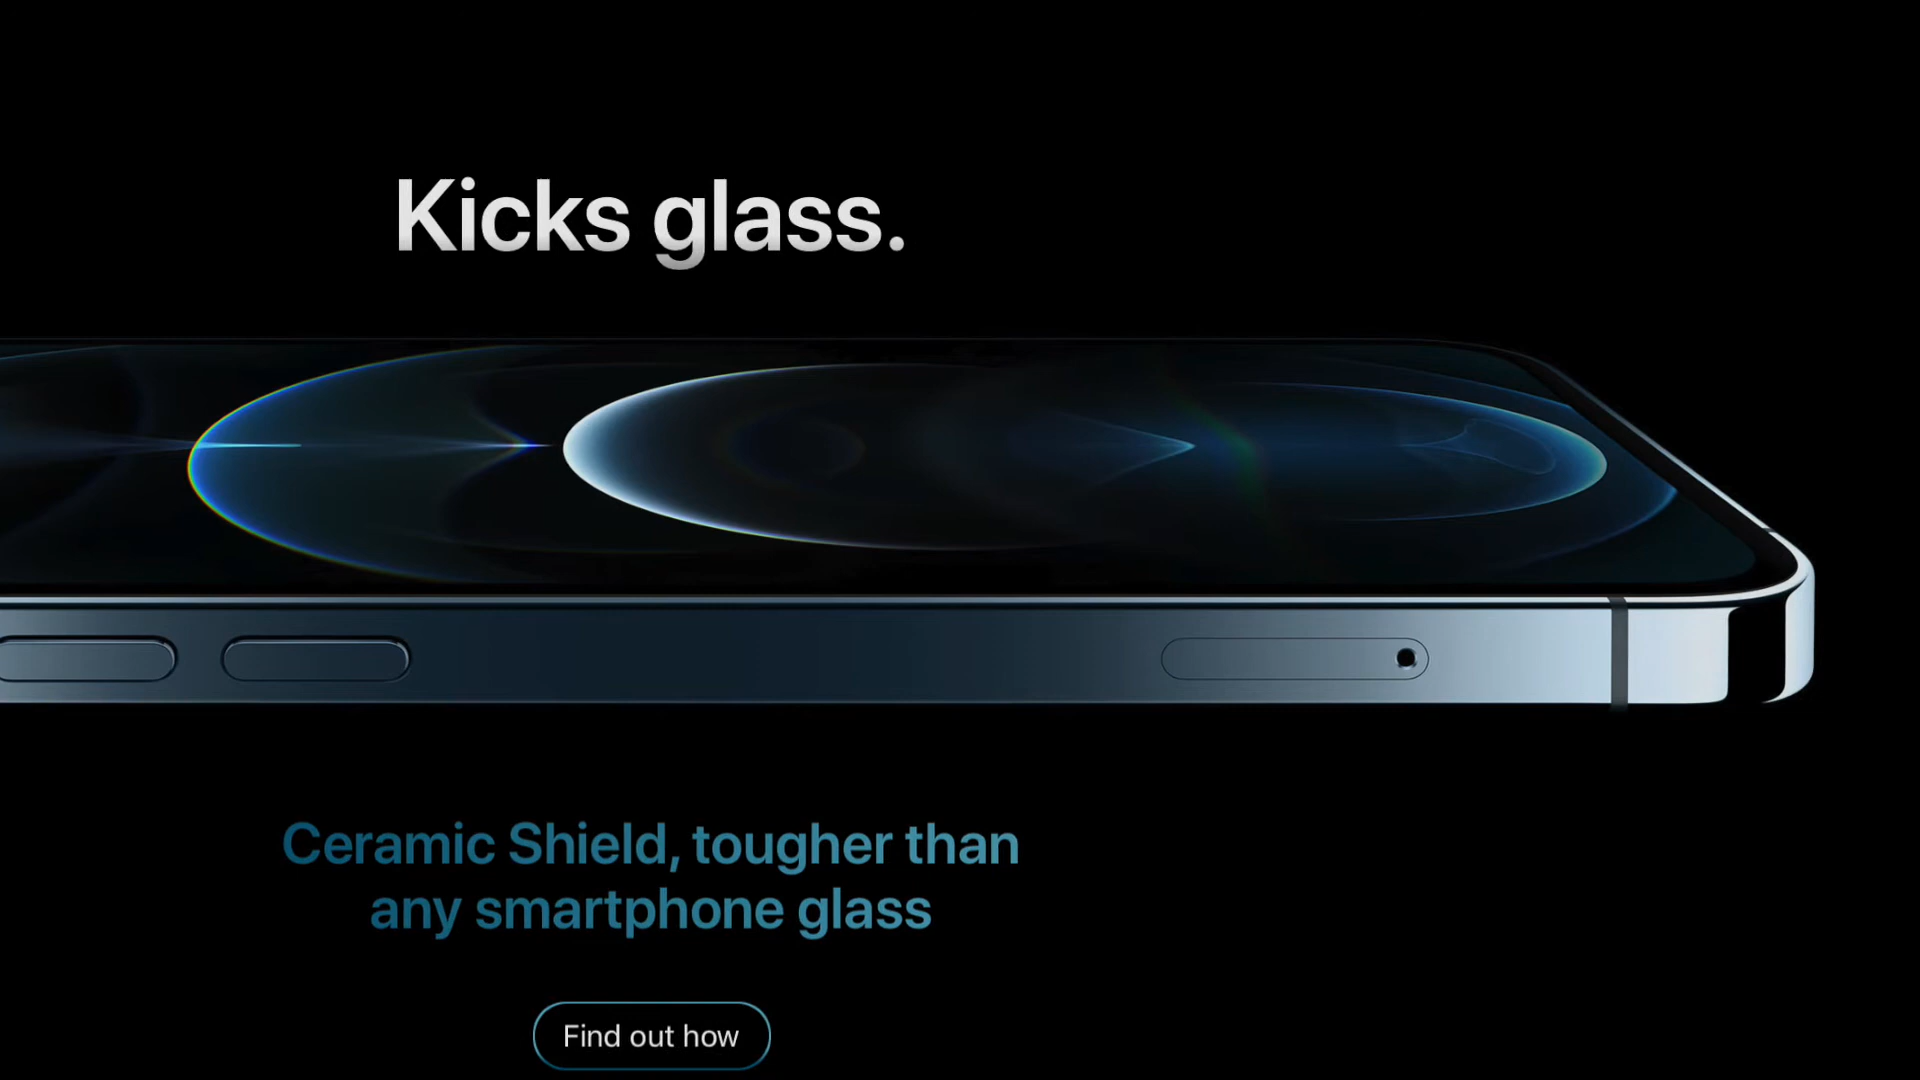 Kicks glass.
Ceramic Shield, tougher than
any smartphone glass
Find out how